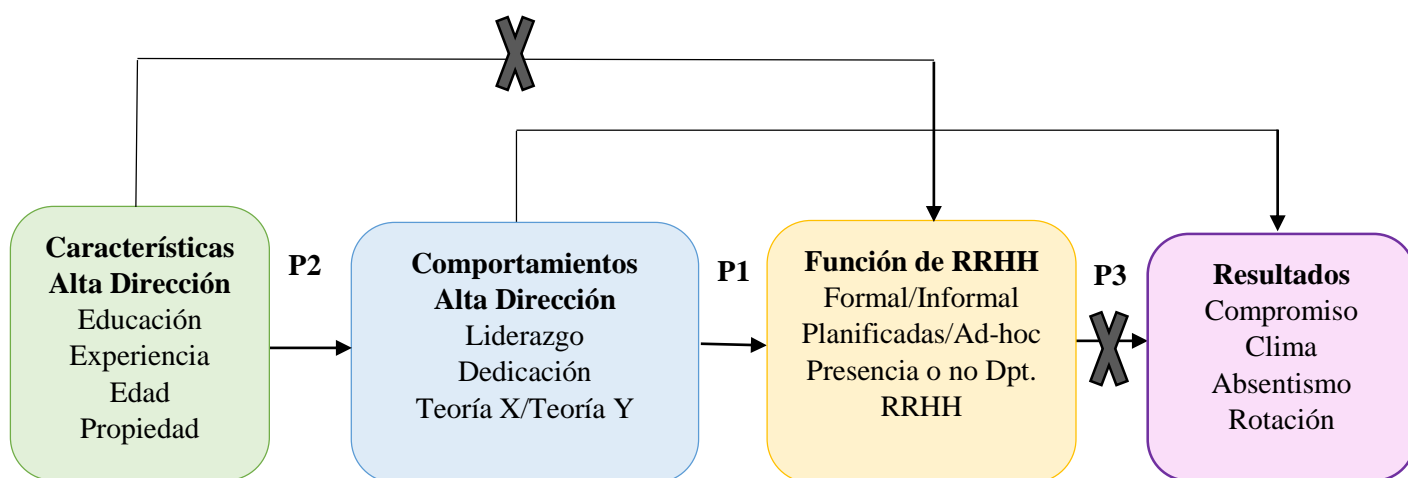 Características
Alta Dirección
Educación
Experiencia
Edad
Propiedad
P2
Comportamientos
Alta Dirección
Liderazgo
Dedicación
Teoría X/Teoría Y
P1
Función de RRHH
Formal/Informal
Planificadas/Ad-hoc
Presencia o no Dpt.
RRHH
P3
Resultados
Compromiso
Clima
Absentismo
Rotación